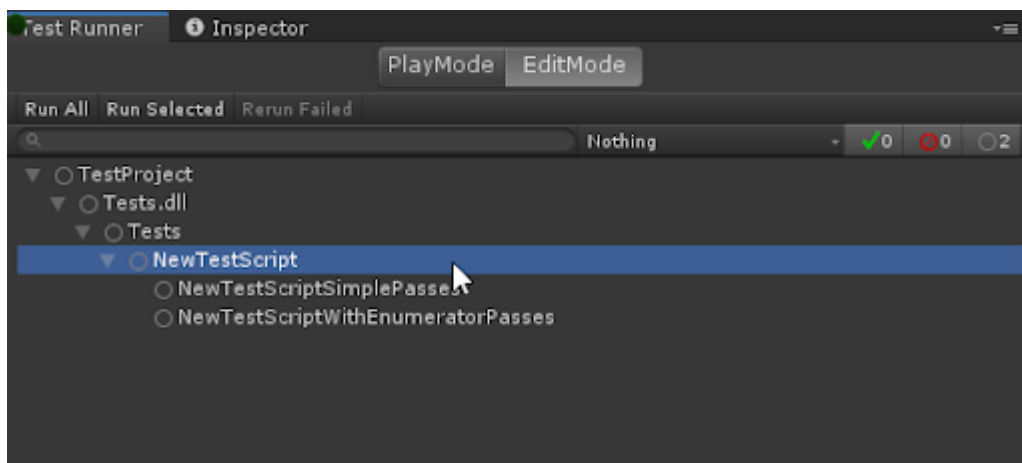 Test Runner Inspector
PlayMode EditMode
Run All Run Selected Rerun Failed
Nothing 0 0 2
TestProject
Tests.dll
Tests
NewTestScript
NewTestScriptSimplePasses
NewTestScriptWithEnumeratorPasses